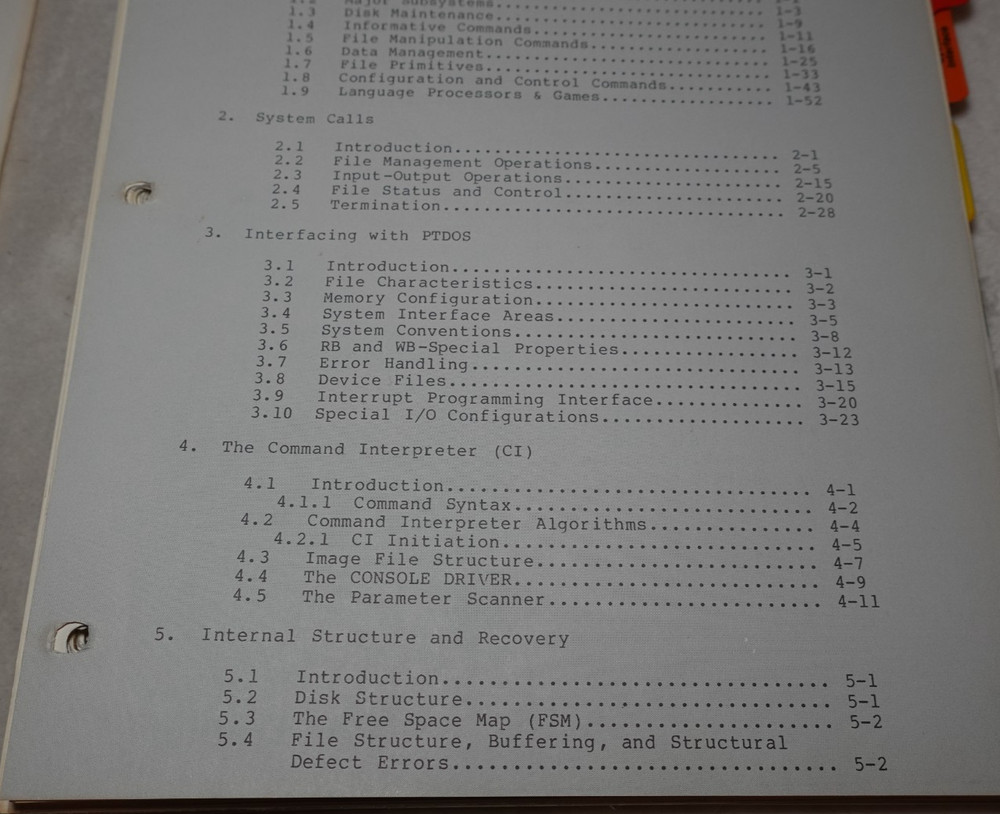 Major Subsystems
1.3 Disk Maintenance............................ 1-3
1.4 Informative Commands........................ 1-9
1.5 File Manipulation Commands.................. 1-11
1.6 Data Management............................. 1-16
1.7 File Primitives............................. 1-25
1.8 Configuration and Control Commands.......... 1-33
1.9 Language Processors & Games................. 1-43
1-52
2. System Calls
2.1 Introduction................................ 2-1
2.2 File Management Operations.................. 2-5
2.3 Input-Output Operations..................... 2-15
2.4 File Status and Control..................... 2-20
2.5 Termination................................. 2-28
3. Interfacing with PTDOS
3.1 Introduction................................ 3-1
3.2 File Characteristics........................ 3-2
3.3 Memory Configuration........................ 3-3
3.4 System Interface Areas...................... 3-5
3.5 System Conventions.......................... 3-8
3.6 RB and WB-Special Properties................ 3-12
3.7 Error Handling.............................. 3-13
3.8 Device Files................................ 3-15
3.9 Interrupt Programming Interface............. 3-20
3.10 Special I/O Configurations................. 3-23
4. The Command Interpreter (CI)
4.1 Introduction................................ 4-1
4.1.1 Command Syntax............................ 4-2
4.2 Command Interpreter Algorithms.............. 4-4
4.2.1 CI Initiation............................. 4-5
4.3 Image File Structure........................ 4-7
4.4 The CONSOLE DRIVER.......................... 4-9
4.5 The Parameter Scanner....................... 4-11
5. Internal Structure and Recovery
5.1 Introduction................................ 5-1
5.2 Disk Structure.............................. 5-1
5.3 The Free Space Map (FSM).................... 5-2
5.4 File Structure, Buffering, and Structural
Defect Errors................................... 5-2